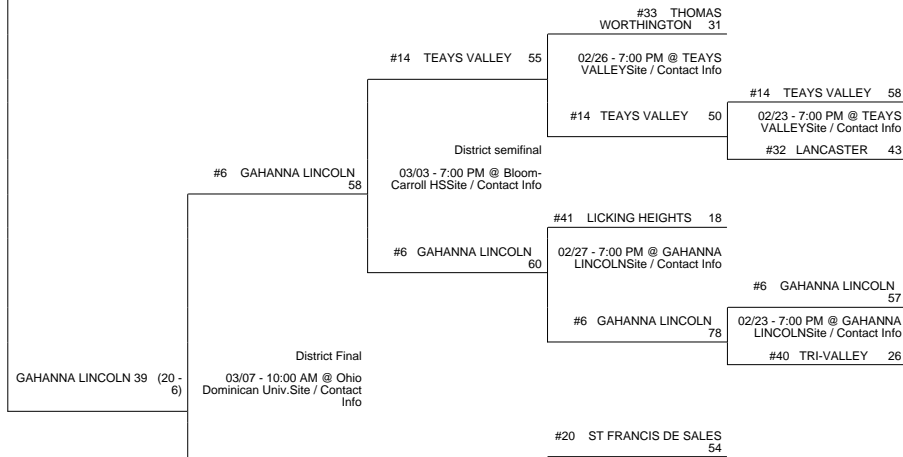 #33 THOMAS
WORTHINGTON 31
#14 TEAYS VALLEY 55
02/26 - 7:00 PM @ TEAYS
VALLEYSite / Contact Info
#14 TEAYS VALLEY 58
#14 TEAYS VALLEY 50
02/23 - 7:00 PM @ TEAYS
VALLEYSite / Contact Info
#32 LANCASTER 43
District semifinal
#6 GAHANNA LINCOLN
58
03/03 - 7:00 PM @ Bloom-
Carroll HSSite / Contact Info
#41 LICKING HEIGHTS 18
#6 GAHANNA LINCOLN
60
02/27 - 7:00 PM @ GAHANNA
LINCOLNSite / Contact Info
#6 GAHANNA LINCOLN
57
#6 GAHANNA LINCOLN
78
02/23 - 7:00 PM @ GAHANNA
LINCOLNSite / Contact Info
#40 TRI-VALLEY 26
District Final
GAHANNA LINCOLN 39 (20 -
6)
03/07 - 10:00 AM @ Ohio
Dominican Univ.Site / Contact
Info
#20 ST FRANCIS DE SALES
54